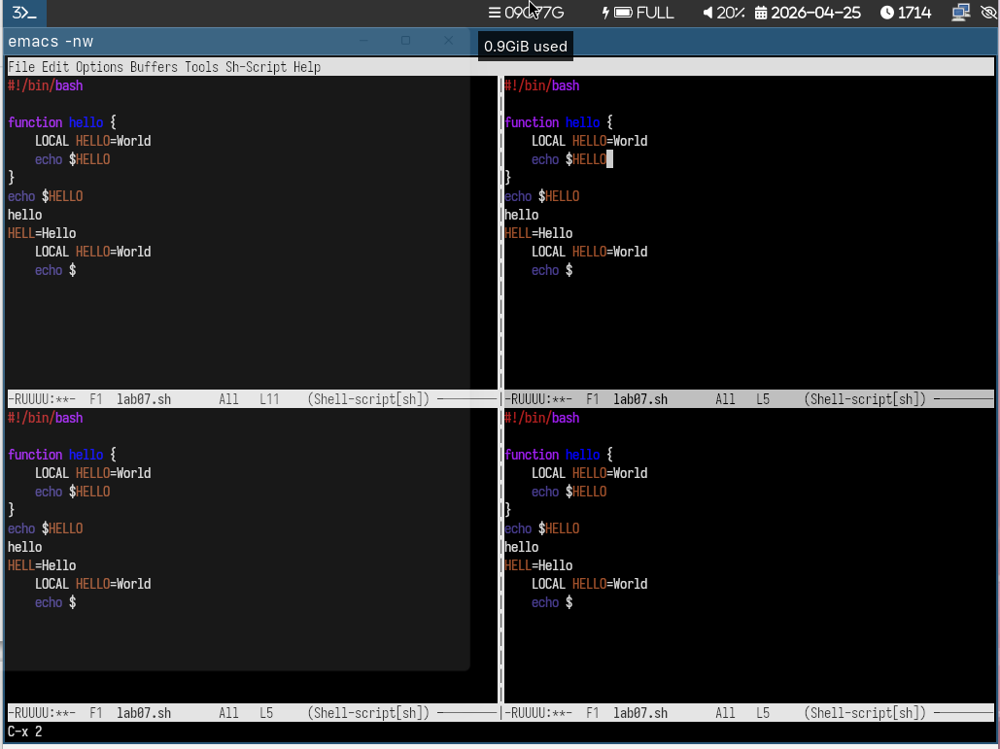 3>_ 09G 77G FULL 20% 2026-04-25 1714
emacs -nw
0.9GiB used
File Edit Options Buffers Tools Sh-Script Help
#!/bin/bash
function hello {
    LOCAL HELLO=World
    echo $HELLO
}
echo $HELLO
hello
HELL=Hello
    LOCAL HELLO=World
    echo $
-RUUUU:**-  F1  lab07.sh       All   L11    (Shell-script[sh])
#!/bin/bash
function hello {
    LOCAL HELLO=World
    echo $HELLO
}
echo $HELLO
hello
HELL=Hello
    LOCAL HELLO=World
    echo $
-RUUUU:**-  F1  lab07.sh       All   L5     (Shell-script[sh])
#!/bin/bash
function hello {
    LOCAL HELLO=World
    echo $HELLO
}
echo $HELLO
hello
HELL=Hello
    LOCAL HELLO=World
    echo $
-RUUUU:**-  F1  lab07.sh       All   L5     (Shell-script[sh])
#!/bin/bash
function hello {
    LOCAL HELLO=World
    echo $HELLO
}
echo $HELLO
hello
HELL=Hello
    LOCAL HELLO=World
    echo $
-RUUUU:**-  F1  lab07.sh       All   L5     (Shell-script[sh])
C-x 2